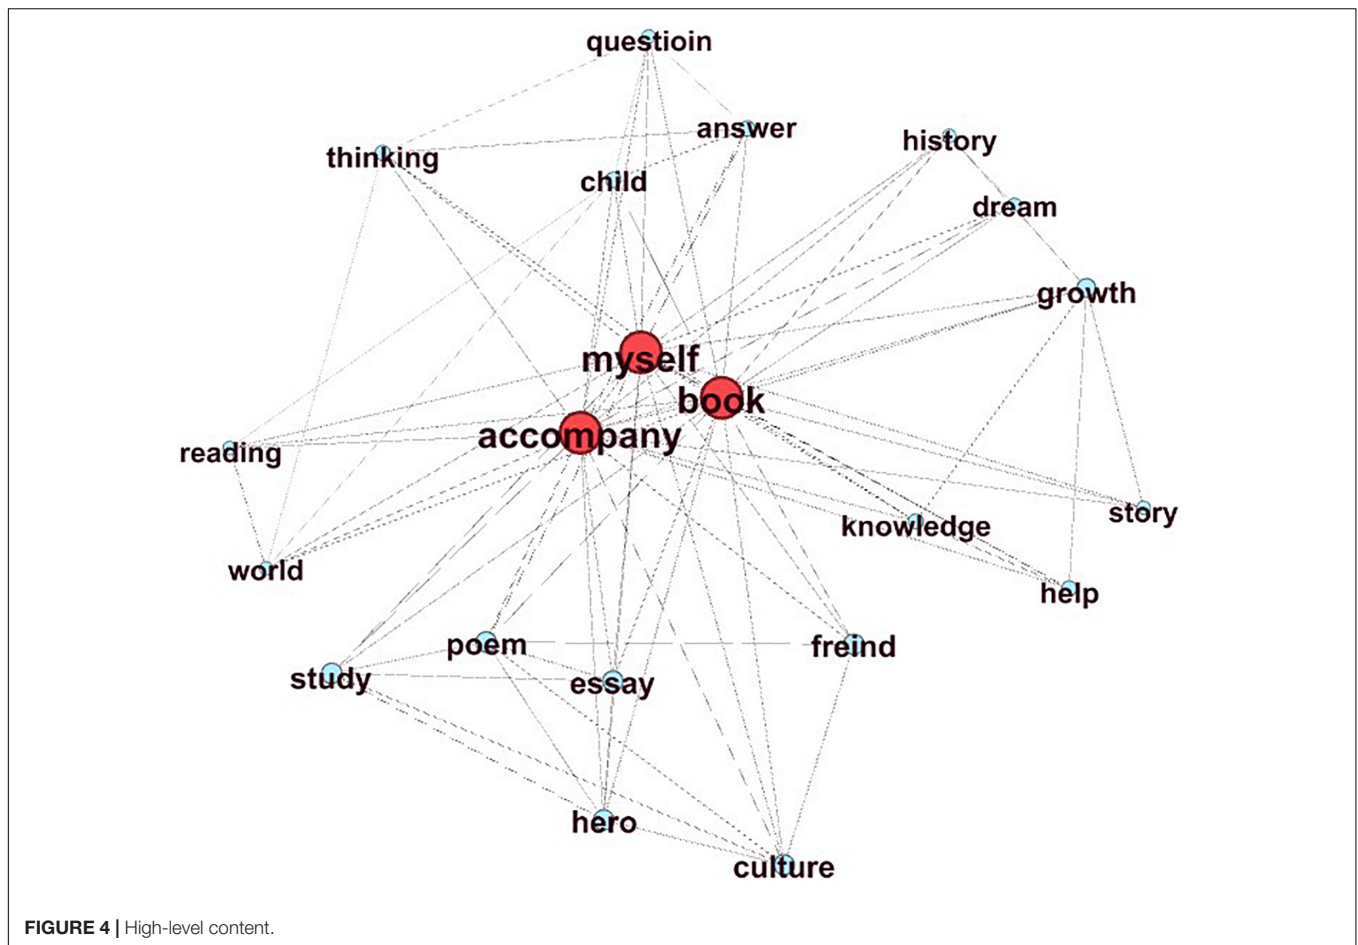 questioin
answer
history
thinking
child
dream
growth
myself
book
accompany
reading
story
knowledge
world
help
poem
freind
study
essay
hero
culture
FIGURE 4 | High-level content.